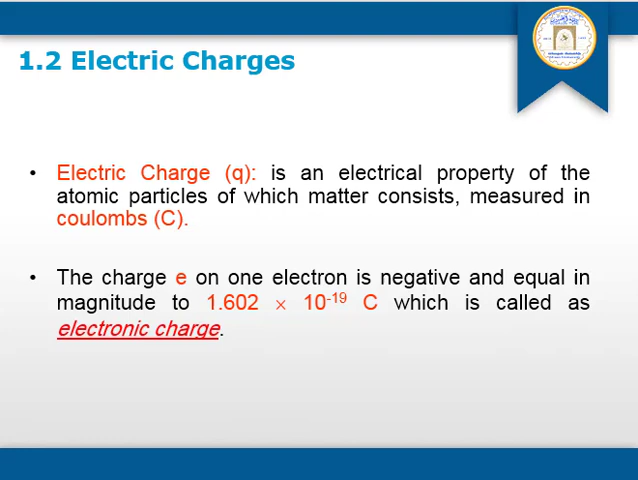 1.2 Electric Charges
• Electric Charge (q): is an electrical property of the
atomic particles of which matter consists, measured in
coulombs (C).
• The charge e on one electron is negative and equal in
magnitude to 1.602 × 10⁻¹⁹ C which is called as
electronic charge.